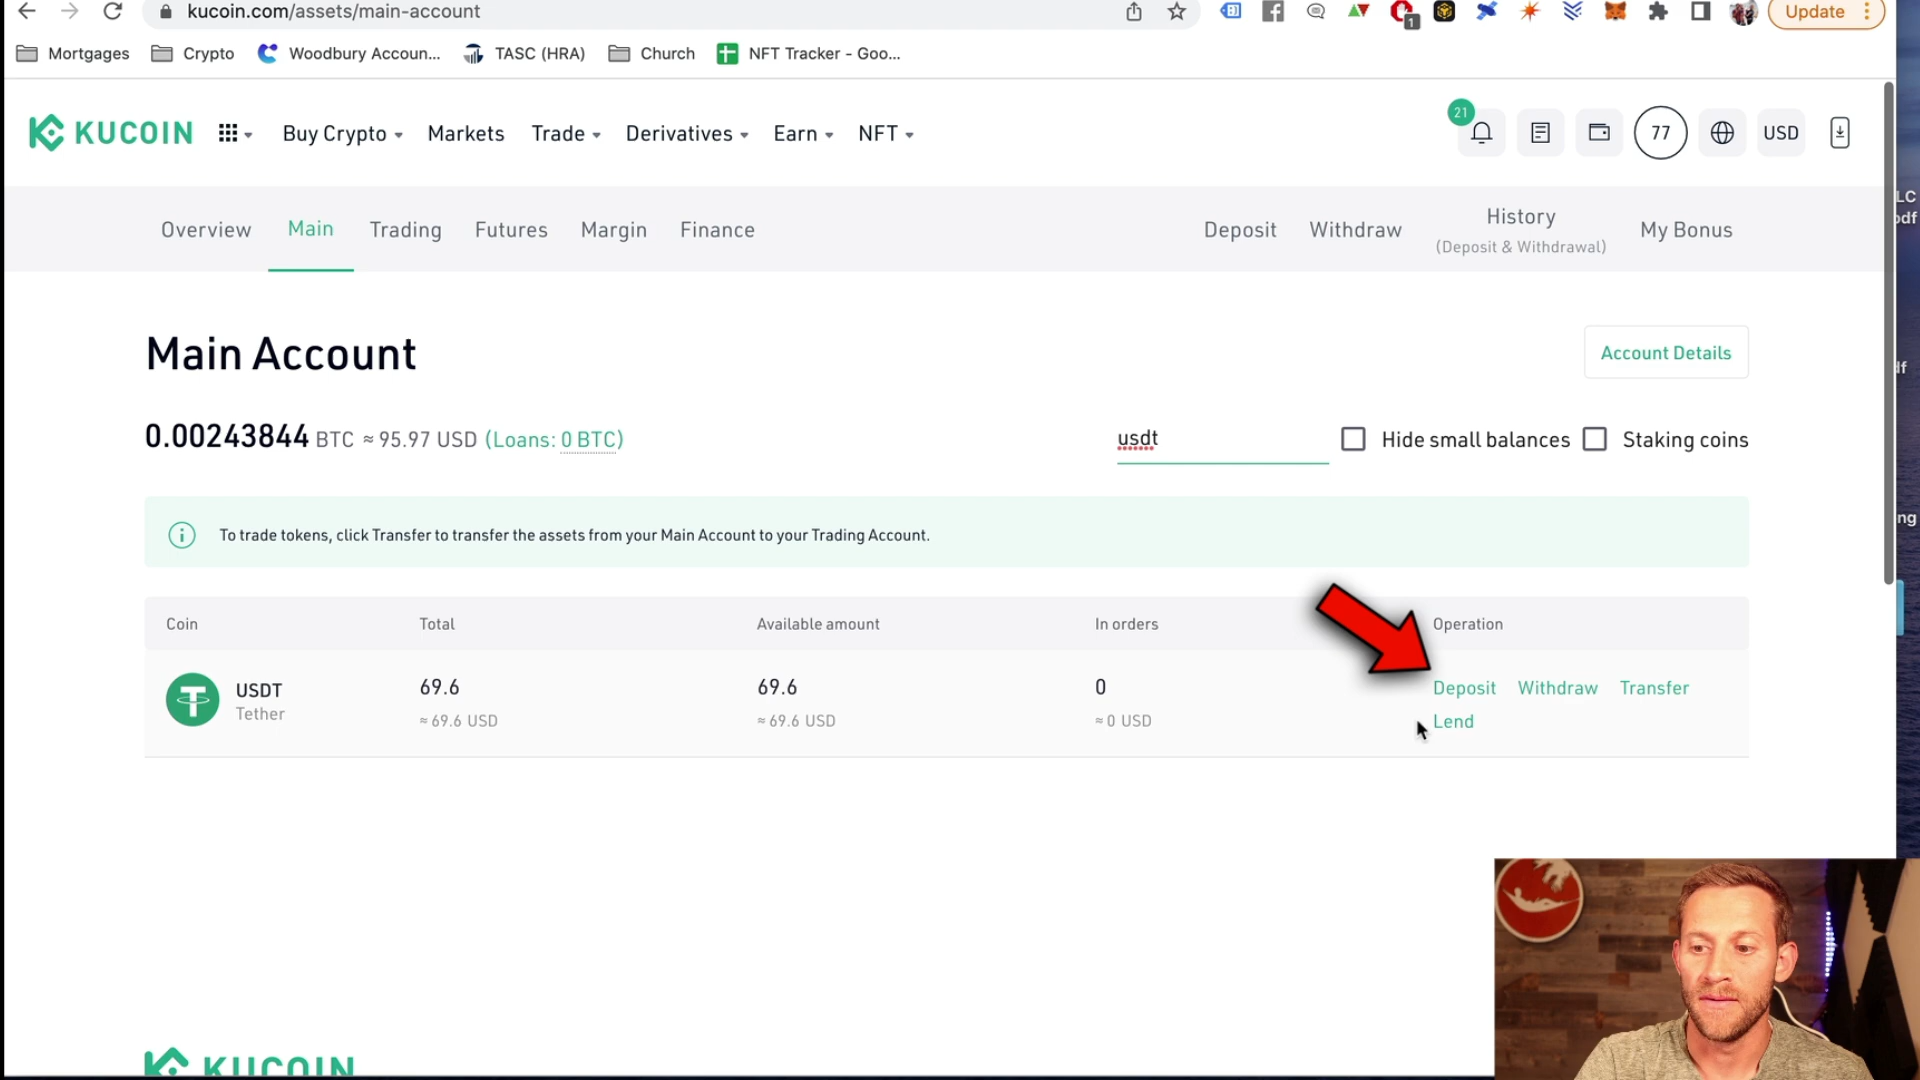 kucoin.com/assets/main-account
1
Update
Mortgages Crypto Woodbury Accoun... TASC (HRA) Church NFT Tracker - Goo...
KUCOIN Buy Crypto Markets Trade Derivatives Earn NFT 21 77 USD
Overview Main Trading Futures Margin Finance Deposit Withdraw History My Bonus
(Deposit & Withdrawal)
LC
Main Account
Account Details
0.00243844 BTC ≈ 95.97 USD (Loans: 0 BTC)
usdt
Hide small balances
Staking coins
ng
To trade tokens, click Transfer to transfer the assets from your Main Account to your Trading Account.
Coin Total Available amount In orders Operation
USDT 69.6 69.6 0 Deposit Withdraw Transfer
Tether ≈ 69.6 USD ≈ 69.6 USD ≈ 0 USD Lend
KUCOIN